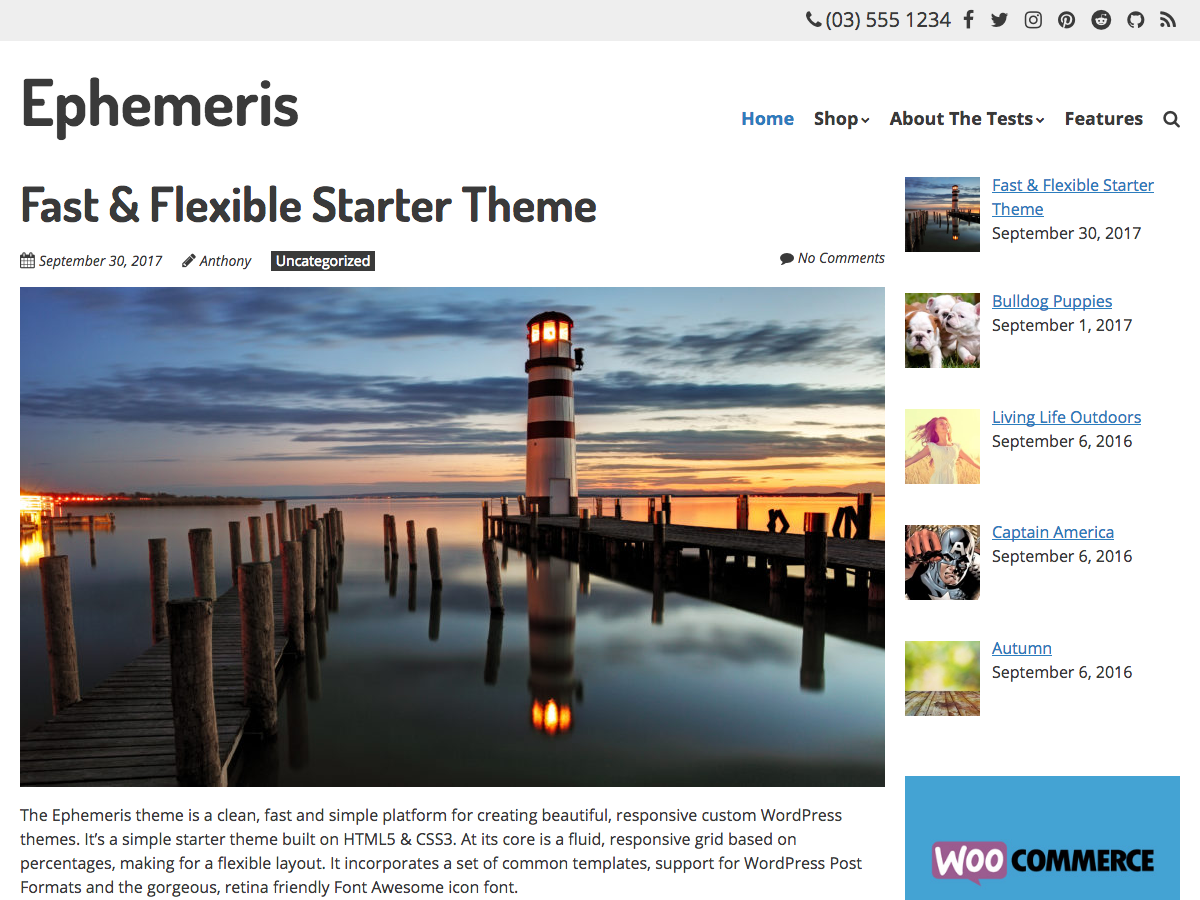 (03) 555 1234
Ephemeris
Home Shop About The Tests Features
Fast & Flexible Starter Theme
September 30, 2017 Anthony Uncategorized No Comments
The Ephemeris theme is a clean, fast and simple platform for creating beautiful, responsive custom WordPress
themes. It’s a simple starter theme built on HTML5 & CSS3. At its core is a fluid, responsive grid based on
percentages, making for a flexible layout. It incorporates a set of common templates, support for WordPress Post
Formats and the gorgeous, retina friendly Font Awesome icon font.
Fast & Flexible Starter
Theme
September 30, 2017
Bulldog Puppies
September 1, 2017
Living Life Outdoors
September 6, 2016
Captain America
September 6, 2016
Autumn
September 6, 2016
WOO COMMERCE